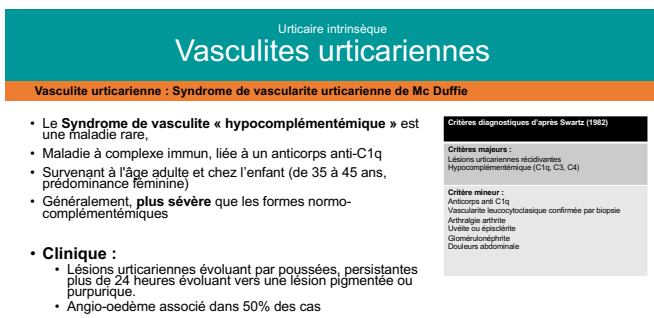 Urticaire intrinsèque
Vasculites urticariennes
Vasculite urticarienne : Syndrome de vascularite urticarienne de Mc Duffie
• Le Syndrome de vasculite « hypocomplémentémique » est
une maladie rare,
• Maladie à complexe immun, liée à un anticorps anti-C1q
• Survenant à l'âge adulte et chez l'enfant (de 35 à 45 ans,
prédominance féminine)
• Généralement, plus sévère que les formes normo-
complémentémiques
• Clinique :
• Lésions urticariennes évoluant par poussées, persistantes
plus de 24 heures évoluant vers une lésion pigmentée ou
purpurique.
• Angio-oedème associé dans 50% des cas
Critères diagnostiques d'après Swartz (1982)
Critères majeurs :
Lésions urticariennes récidivantes
Hypocomplémentémique (C1q, C3, C4)
Critère mineur :
Anticorps anti C1q
Vascularite leucocytoclasique confirmée par biopsie
Arthralgie arthrite
Uvéite ou épisclérite
Glomérulonéphrite
Douleurs abdominale